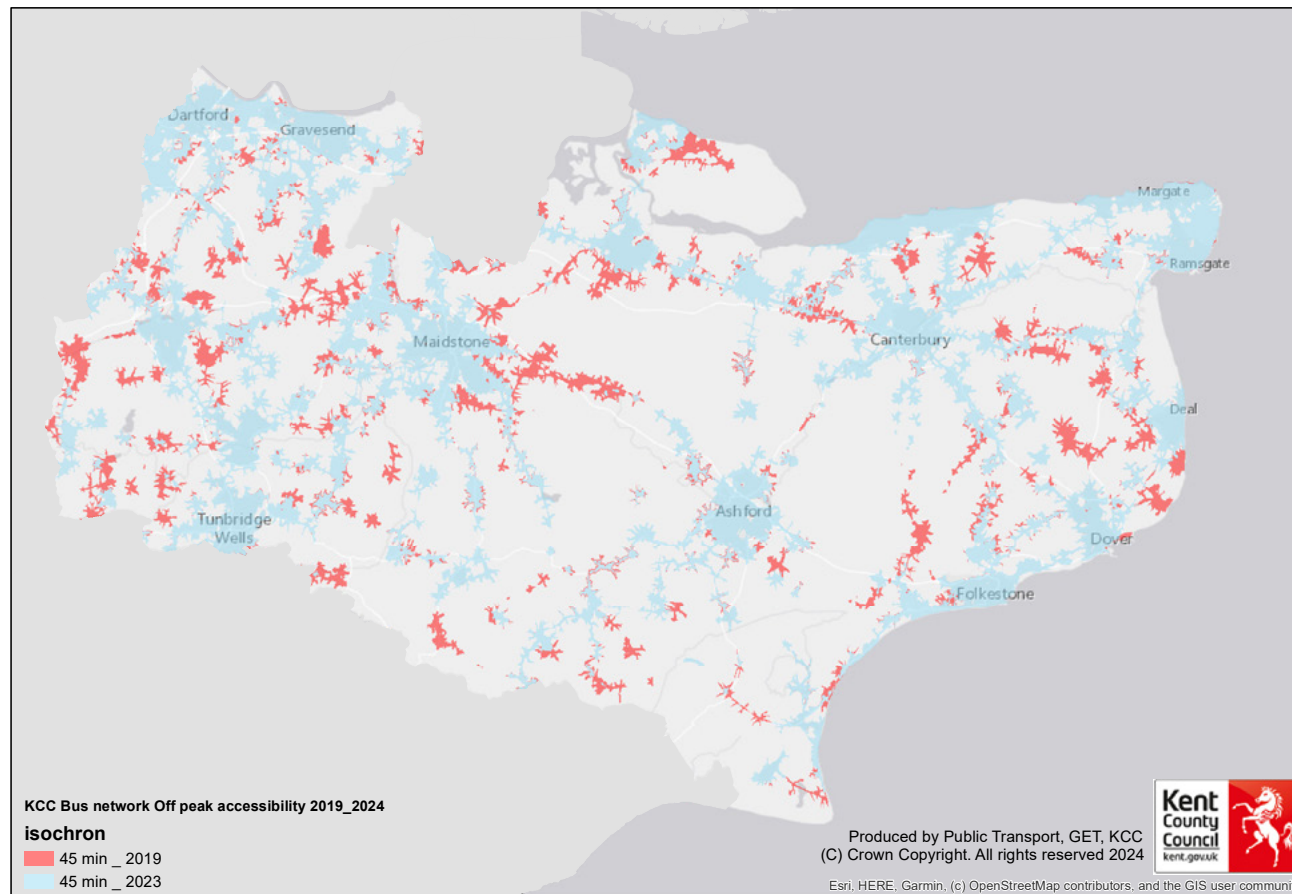 Dartford
Gravesend
Margate
Ramsgate
Maidstone
Canterbury
Deal
Ashford
Tunbridge
Wells
Dover
Folkestone
KCC Bus network Off peak accessibility 2019_2024
isochron
45 min _ 2019
45 min _ 2023
Produced by Public Transport, GET, KCC
(C) Crown Copyright. All rights reserved 2024
Kent
County
Council
kent.gov.uk
Esri, HERE, Garmin, (c) OpenStreetMap contributors, and the GIS user communi